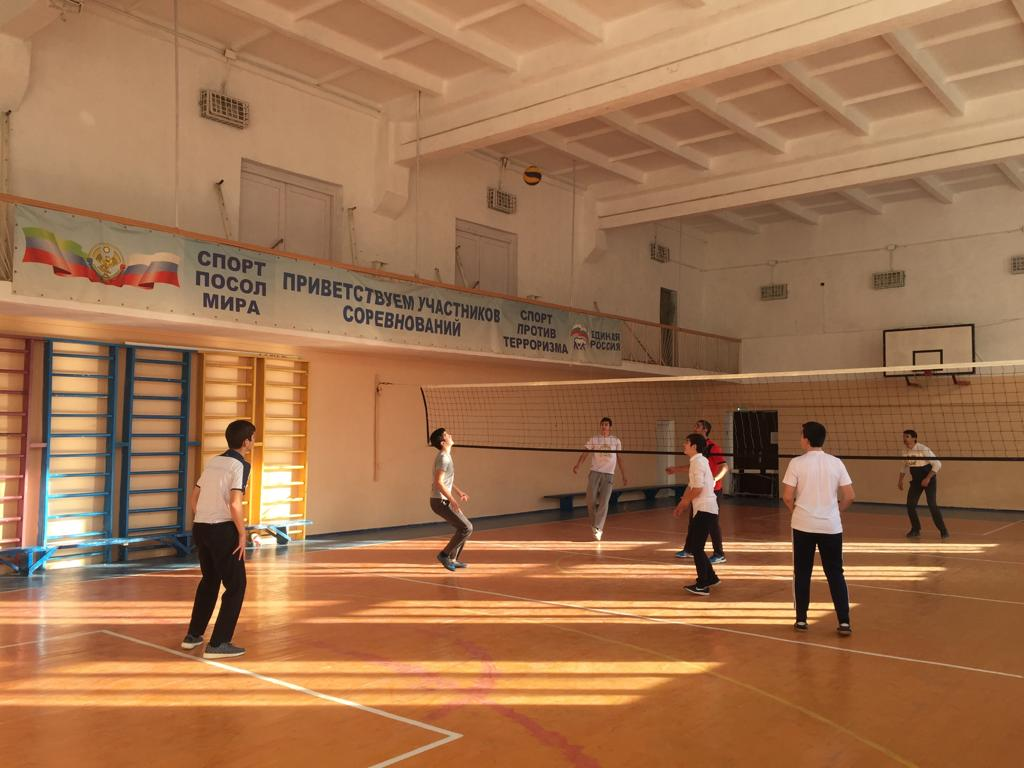 СПОРТ
ПОСОЛ
МИРА
ПРИВЕТСТВУЕМ УЧАСТНИКОВ
СОРЕВНОВАНИЙ
СПОРТ
ПРОТИВ
ТЕРРОРИЗМА
ЕДИНАЯ
РОССИЯ